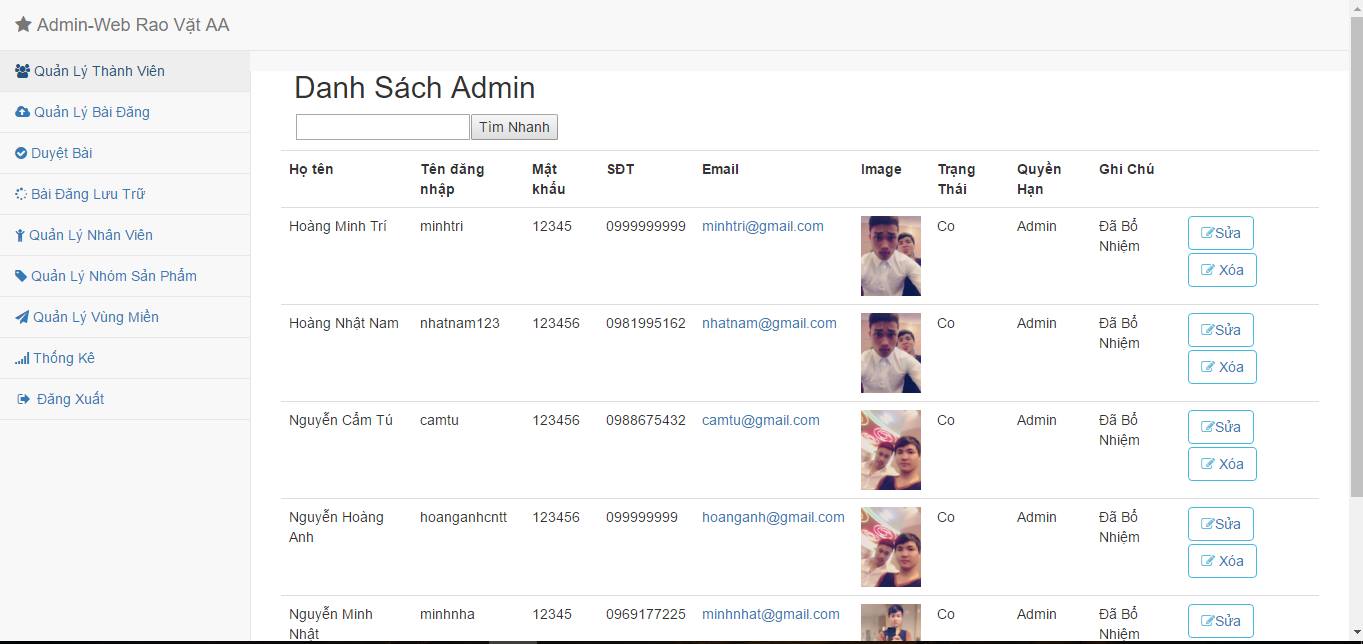 Admin-Web Rao Vặt AA
Quản Lý Thành Viên
Quản Lý Bài Đăng
Duyệt Bài
Bài Đăng Lưu Trữ
Quản Lý Nhân Viên
Quản Lý Nhóm Sản Phẩm
Quản Lý Vùng Miền
Thống Kê
Đăng Xuất
Danh Sách Admin
Tìm Nhanh
Họ tên Tên đăng nhập Mật khẩu SĐT Email Image Trạng Thái Quyền Hạn Ghi Chú
Hoàng Minh Trí minhtri 12345 0999999999 minhtri@gmail.com Co Admin Đã Bổ Nhiệm Sửa
Xóa
Hoàng Nhật Nam nhatnam123 123456 0981995162 nhatnam@gmail.com Co Admin Đã Bổ Nhiệm Sửa
Xóa
Nguyễn Cẩm Tú camtu 123456 0988675432 camtu@gmail.com Co Admin Đã Bổ Nhiệm Sửa
Xóa
Nguyễn Hoàng Anh hoanganhcntt 123456 099999999 hoanganh@gmail.com Co Admin Đã Bổ Nhiệm Sửa
Xóa
Nguyễn Minh Nhật minhnha 12345 0969177225 minhnhat@gmail.com Co Admin Đã Bổ Nhiệm Sửa